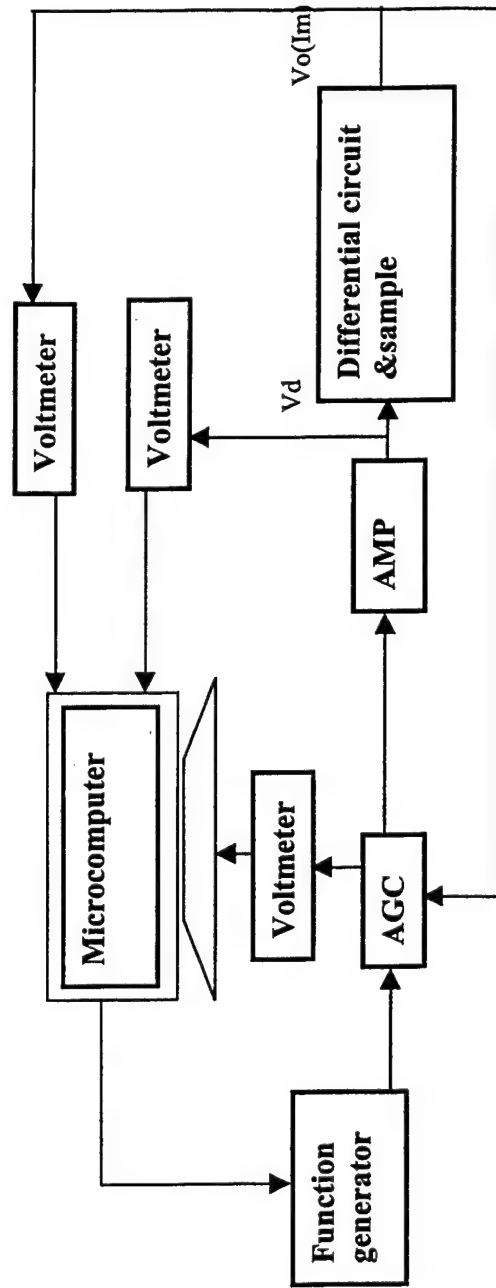 Microcomputer
Voltmeter
Voltmeter
Voltmeter
Function
generator
AGC
AMP
Vd
Differential circuit
&sample
Vo(Im)